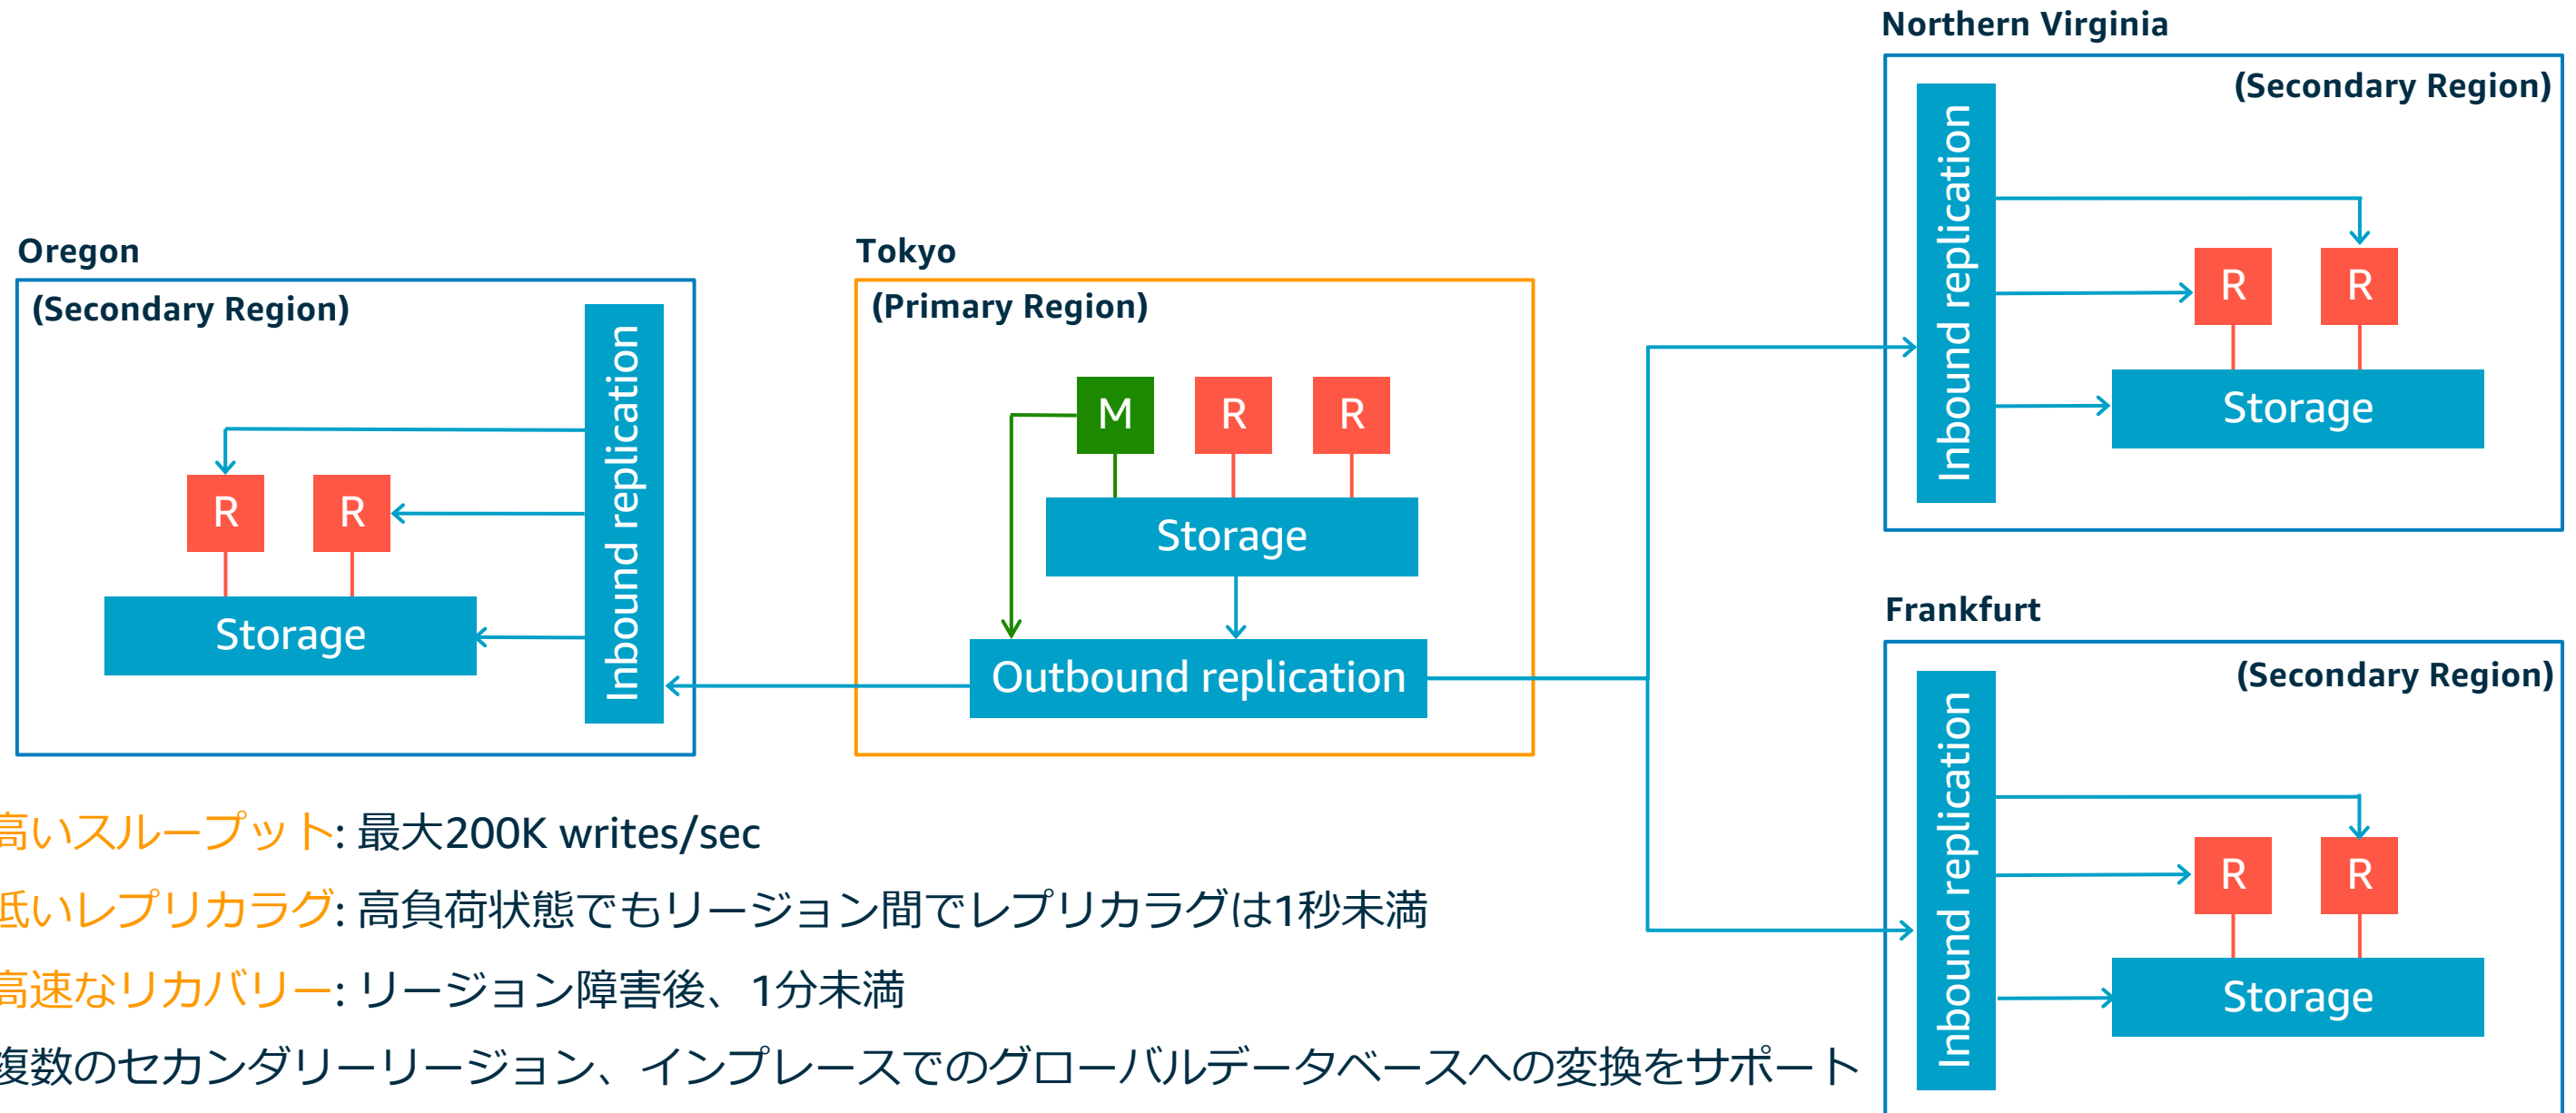 Northern Virginia
(Secondary Region)
Inbound replication
R
R
Storage
Oregon
(Secondary Region)
Inbound replication
R
R
Storage
Tokyo
(Primary Region)
M
R
R
Storage
Outbound replication
Frankfurt
(Secondary Region)
Inbound replication
R
R
Storage
高いスループット: 最大200K writes/sec
低いレプリカラグ: 高負荷状態でもリージョン間でレプリカラグは1秒未満
高速なリカバリー: リージョン障害後、1分未満
複数のセカンダリーリージョン、インプレースでのグローバルデータベースへの変換をサポート